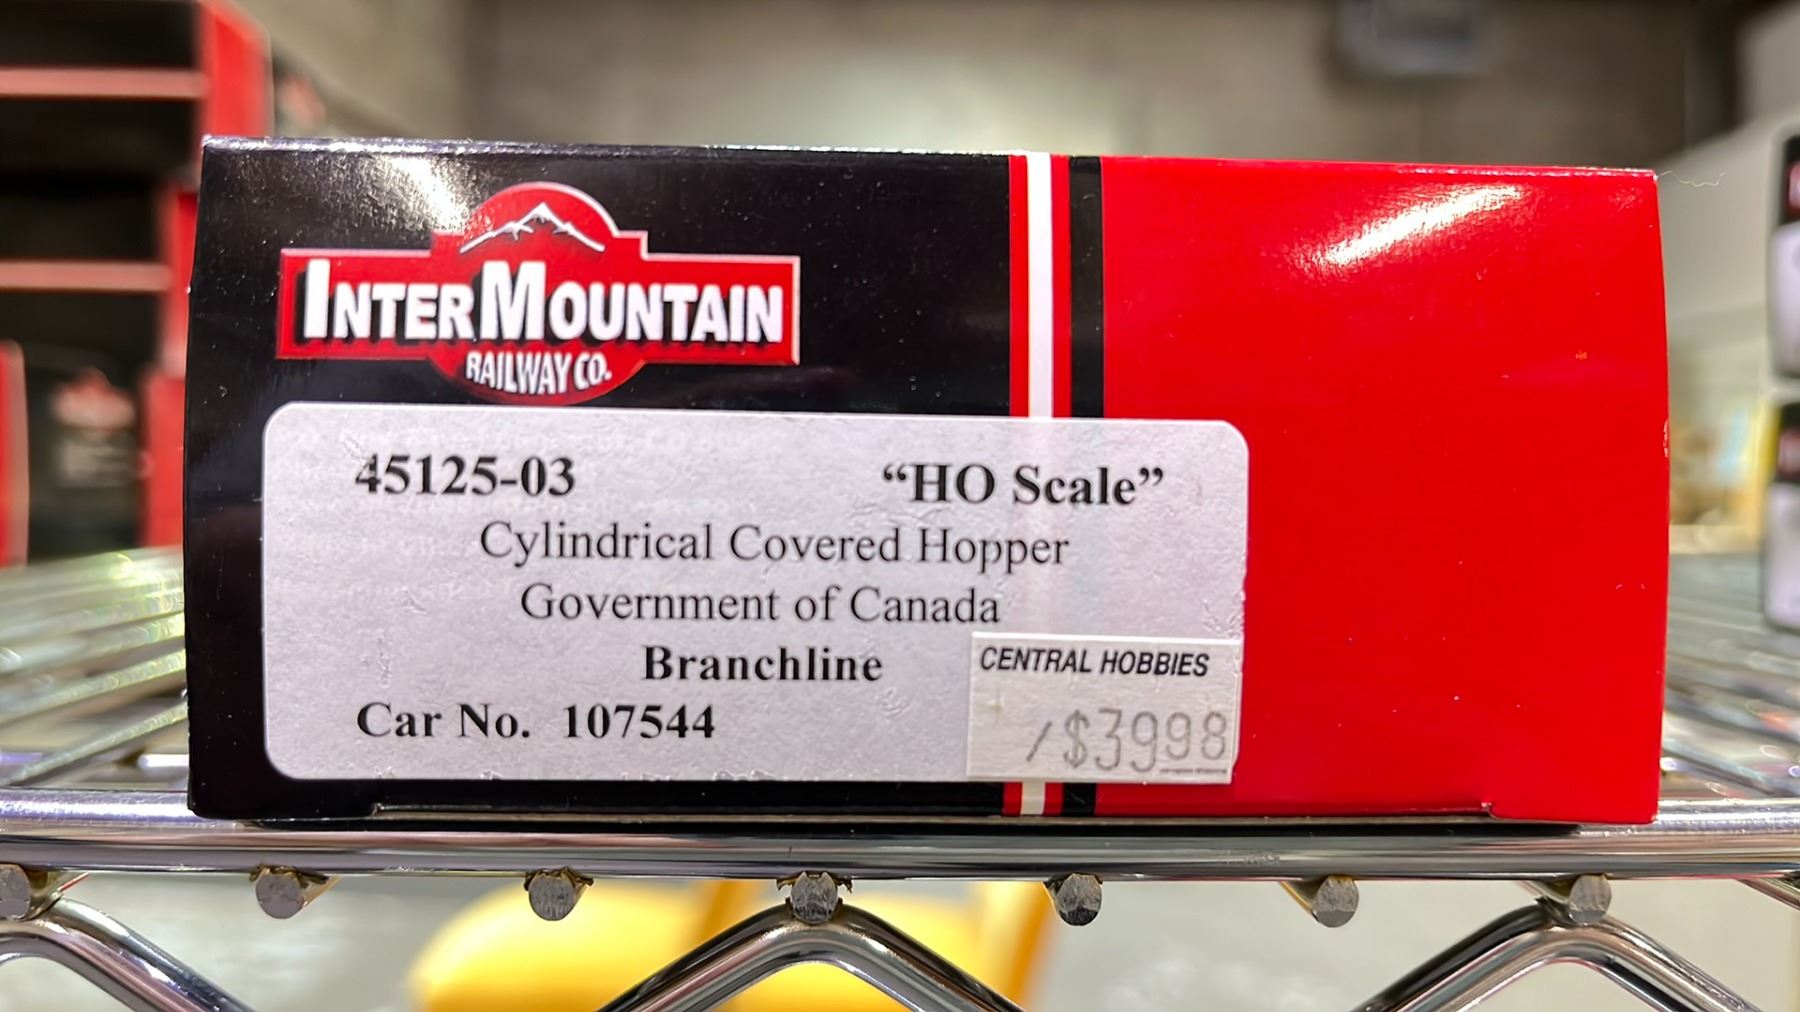 INTERMOUNTAIN
RAILWAY CO.
45125-03 “HO Scale”
Cylindrical Covered Hopper
Government of Canada
Branchline
Car No. 107544
CENTRAL HOBBIES
/$3998